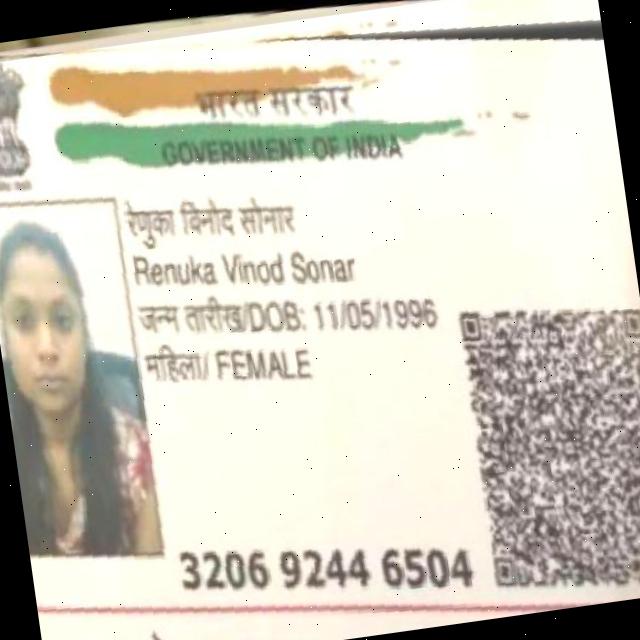 भारत सरकार
GOVERNMENT OF INDIA
रेणुका विनोद सोनार
Renuka Vinod Sonar
जन्म तारीख/DOB: 11/05/1996
महिला/ FEMALE
3206 9244 6504